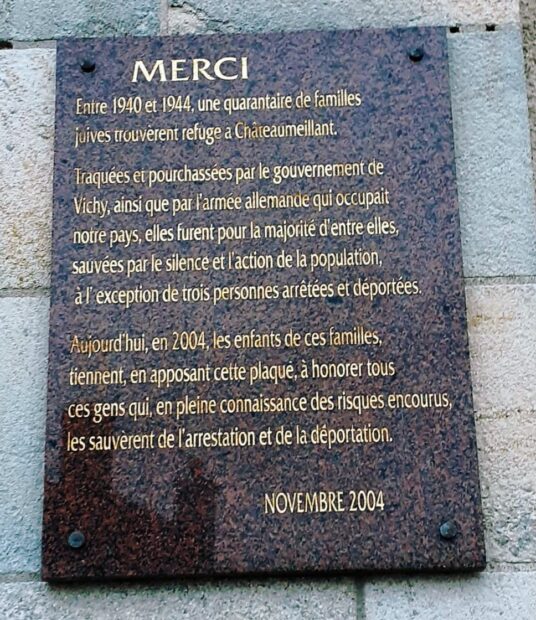 MERCI
Entre 1940 et 1944, une quarantaire de familles
juives trouvèrent refuge a Châteaumeillant.
Traquées et pourchassées par le gouvernement de
Vichy, ainsi que par l'armée allemande qui occupait
notre pays, elles furent pour la majorité d'entre elles,
sauvées par le silence et l'action de la population,
à l'exception de trois personnes arrêtées et déportées.
Aujourd'hui, en 2004, les enfants de ces familles,
tiennent, en apposant cette plaque, à honorer tous
ces gens qui, en pleine connaissance des risques encourus,
les sauvèrent de l'arrestation et de la déportation.
NOVEMBRE 2004